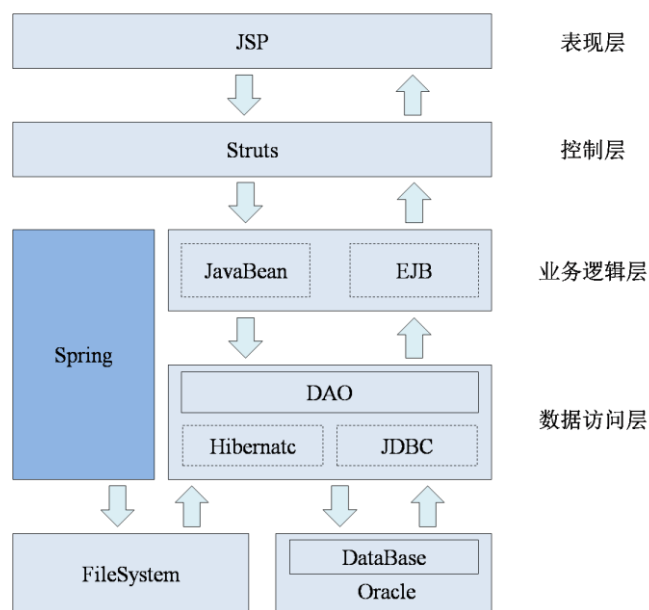 JSP
表现层
Struts
控制层
JavaBean
EJB
业务逻辑层
Spring
DAO
Hibernatc
JDBC
数据访问层
FileSystem
DataBase
Oracle